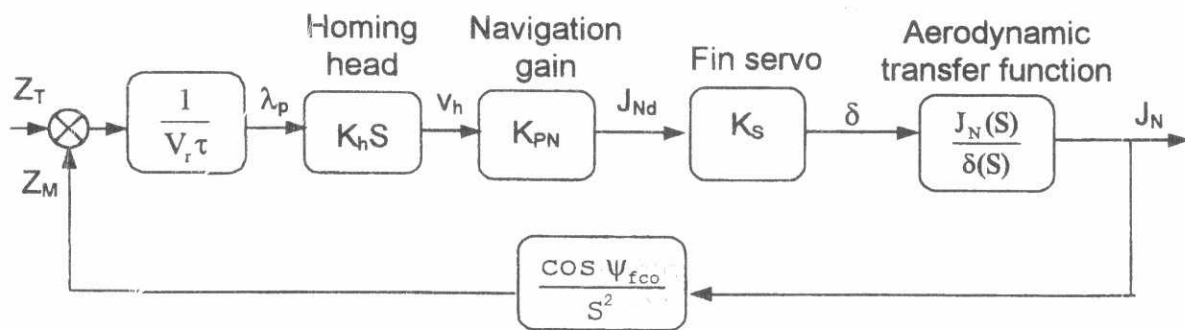 Homing
head
Navigation
gain
Fin servo
Aerodynamic
transfer function
Z_T
1
V_r τ
λ_p
K_hS
v_h
K_PN
J_Nd
K_S
δ
J_N(S)
δ(S)
J_N
Z_M
cos Ψ_fco
S^2